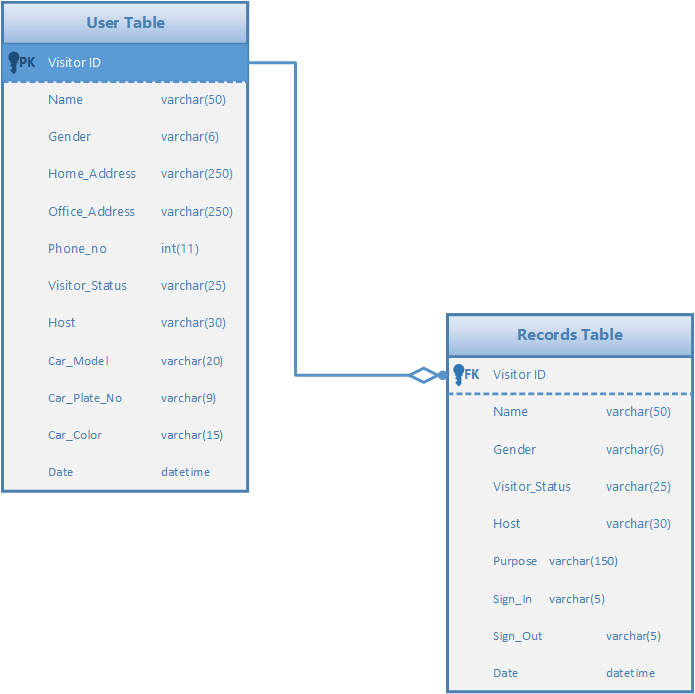 User Table
PK Visitor ID
Name varchar(50)
Gender varchar(6)
Home_Address varchar(250)
Office_Address varchar(250)
Phone_no int(11)
Visitor_Status varchar(25)
Host varchar(30)
Car_Model varchar(20)
Car_Plate_No varchar(9)
Car_Color varchar(15)
Date datetime
Records Table
FK Visitor ID
Name varchar(50)
Gender varchar(6)
Visitor_Status varchar(25)
Host varchar(30)
Purpose varchar(150)
Sign_In varchar(5)
Sign_Out varchar(5)
Date datetime